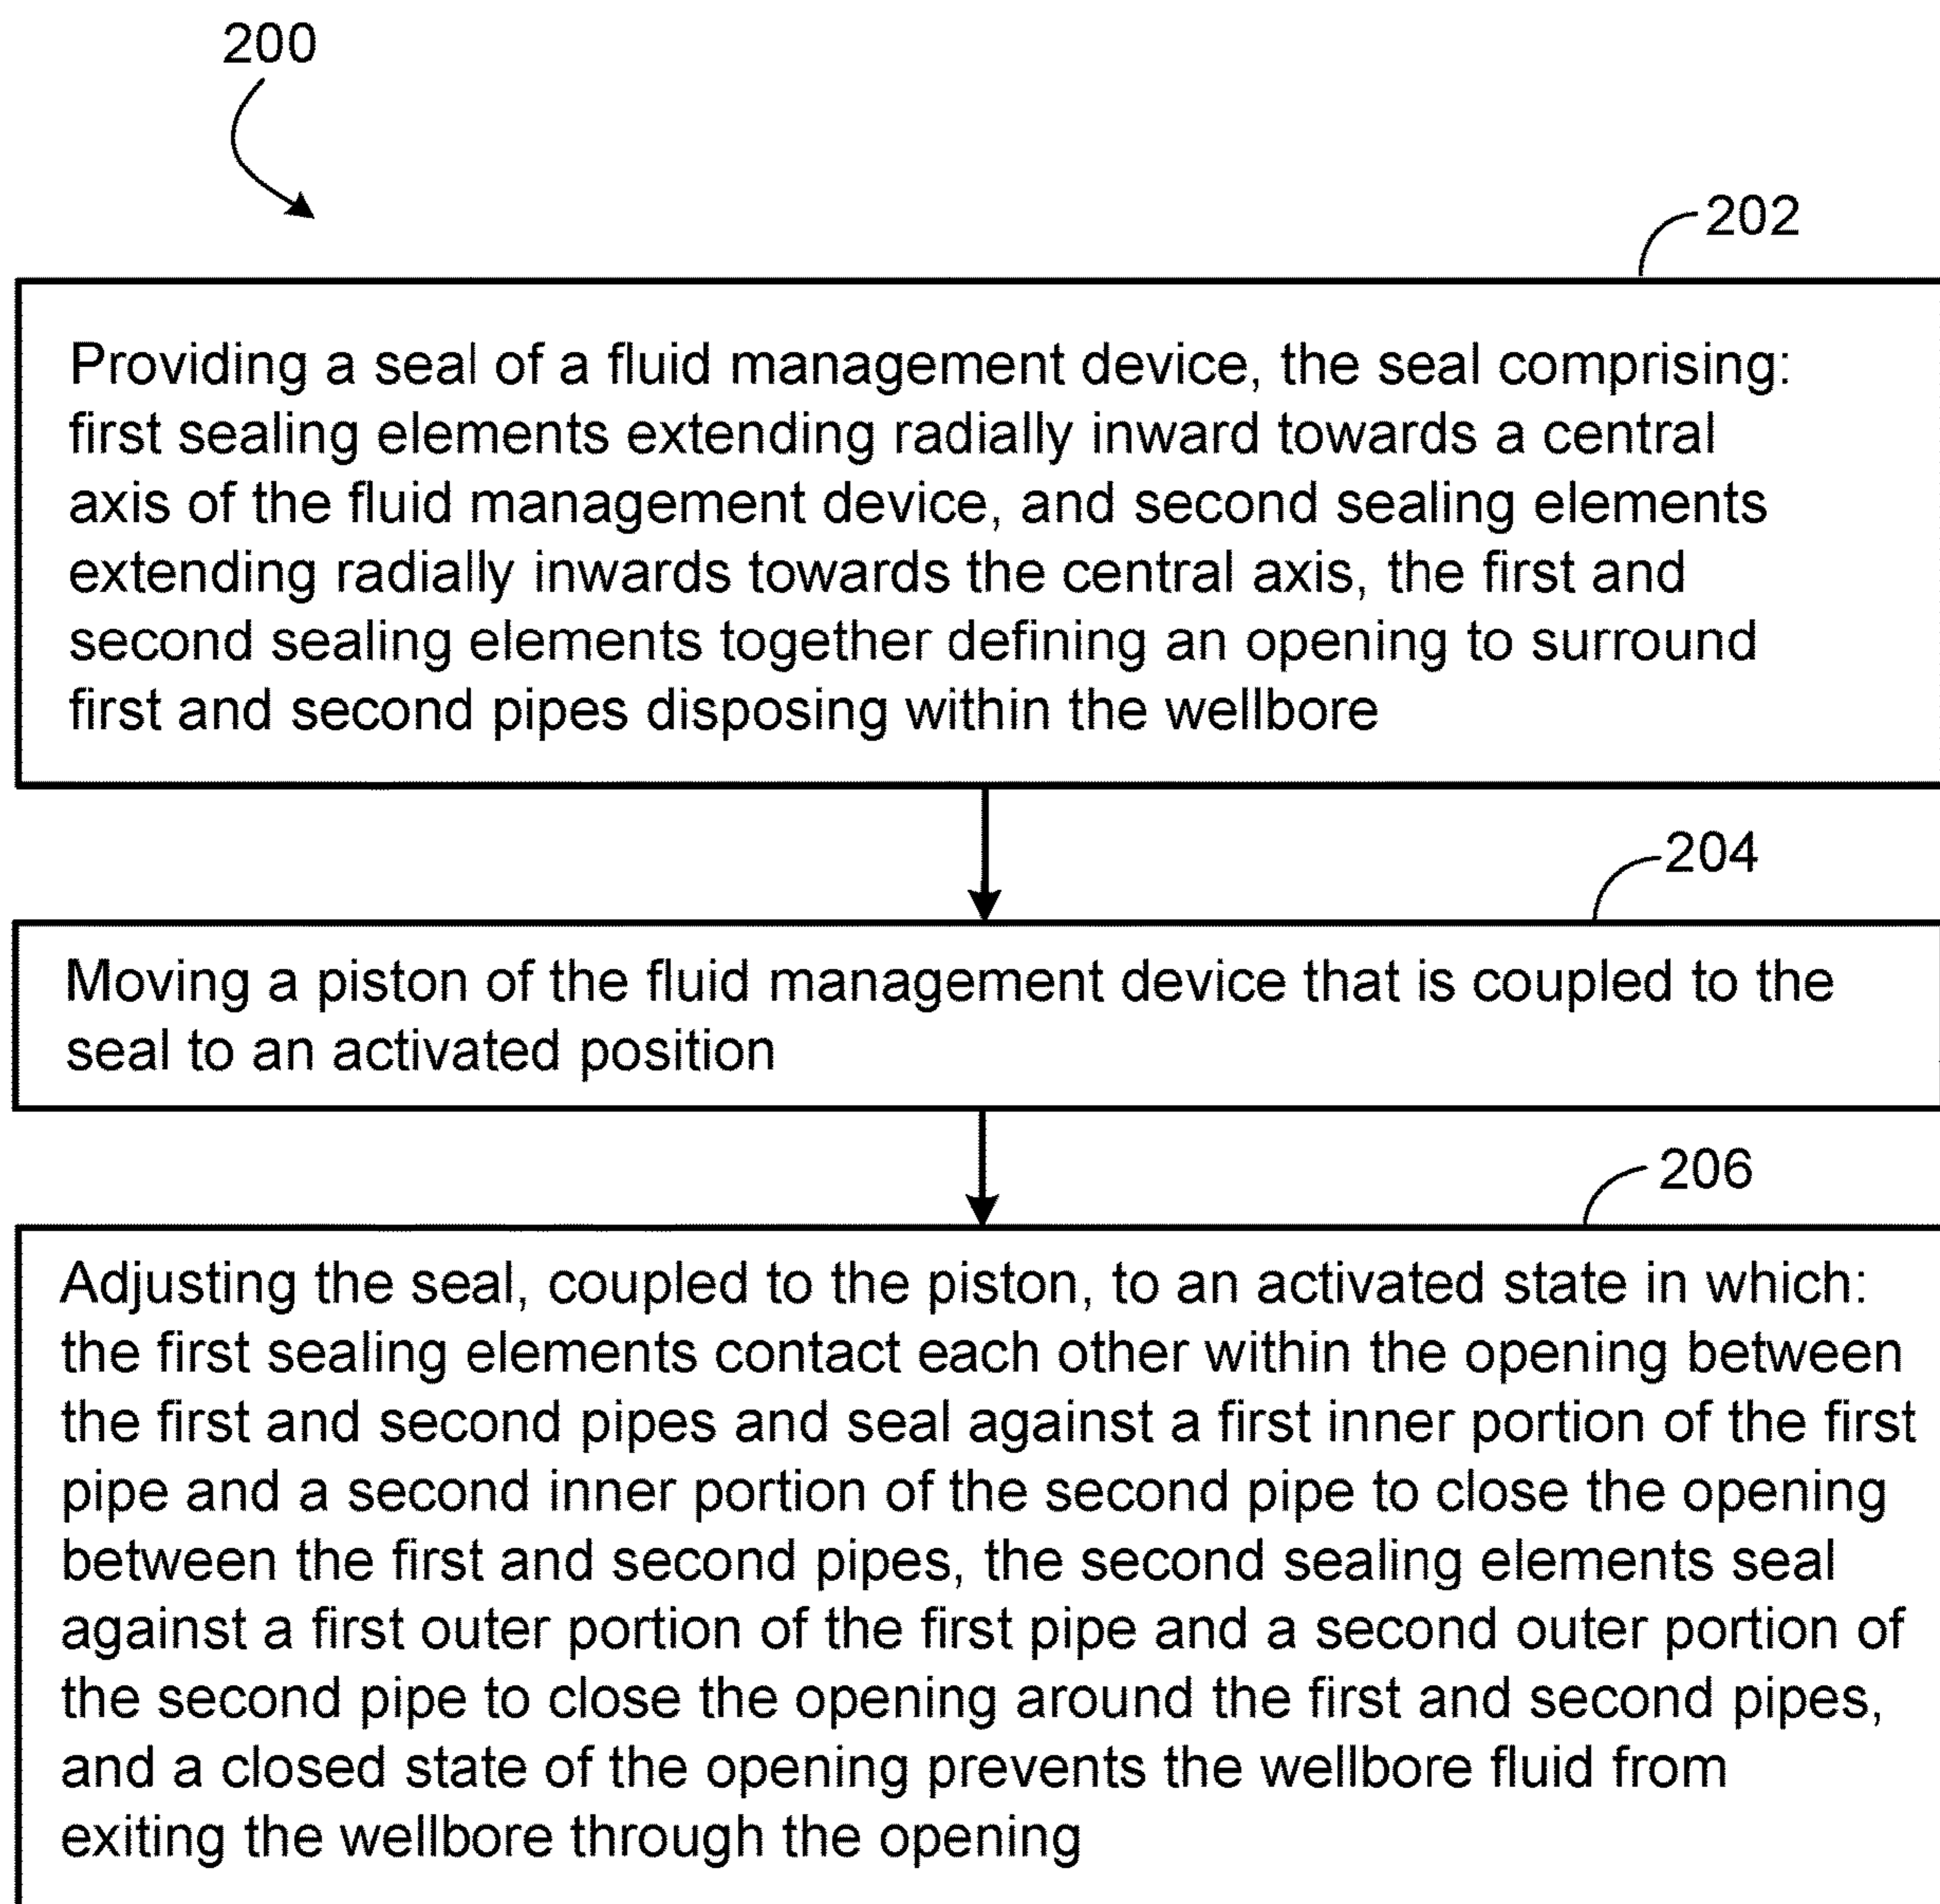 200
202
Providing a seal of a fluid management device, the seal comprising:
first sealing elements extending radially inward towards a central
axis of the fluid management device, and second sealing elements
extending radially inwards towards the central axis, the first and
second sealing elements together defining an opening to surround
first and second pipes disposing within the wellbore
204
Moving a piston of the fluid management device that is coupled to the
seal to an activated position
206
Adjusting the seal, coupled to the piston, to an activated state in which:
the first sealing elements contact each other within the opening between
the first and second pipes and seal against a first inner portion of the first
pipe and a second inner portion of the second pipe to close the opening
between the first and second pipes, the second sealing elements seal
against a first outer portion of the first pipe and a second outer portion of
the second pipe to close the opening around the first and second pipes,
and a closed state of the opening prevents the wellbore fluid from
exiting the wellbore through the opening